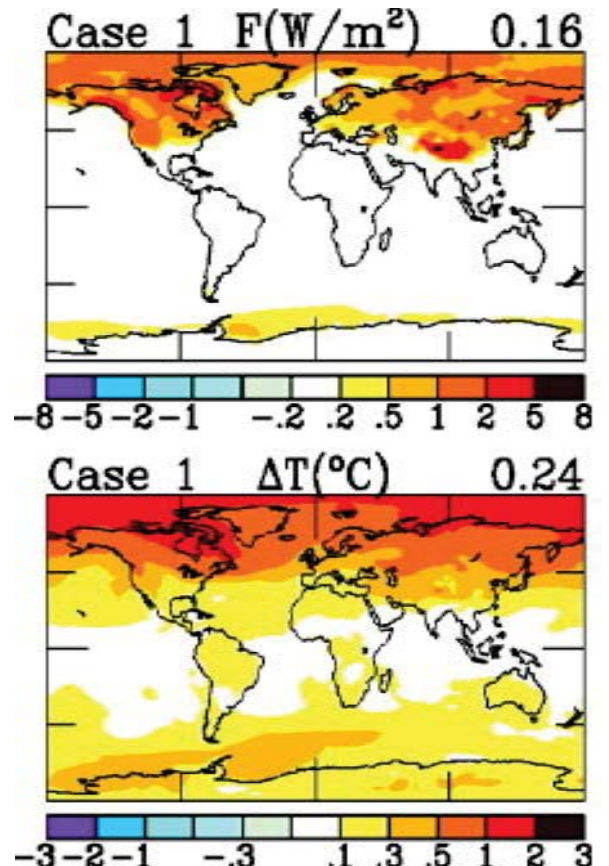 Case 1 F(W/m²) 0.16
-8 -5 -2 -1 -.2 .2 .5 1 2 5 8
Case 1 ΔT(°C) 0.24
-3 -2 -1 -.3 .1 .3 .5 1 2 3